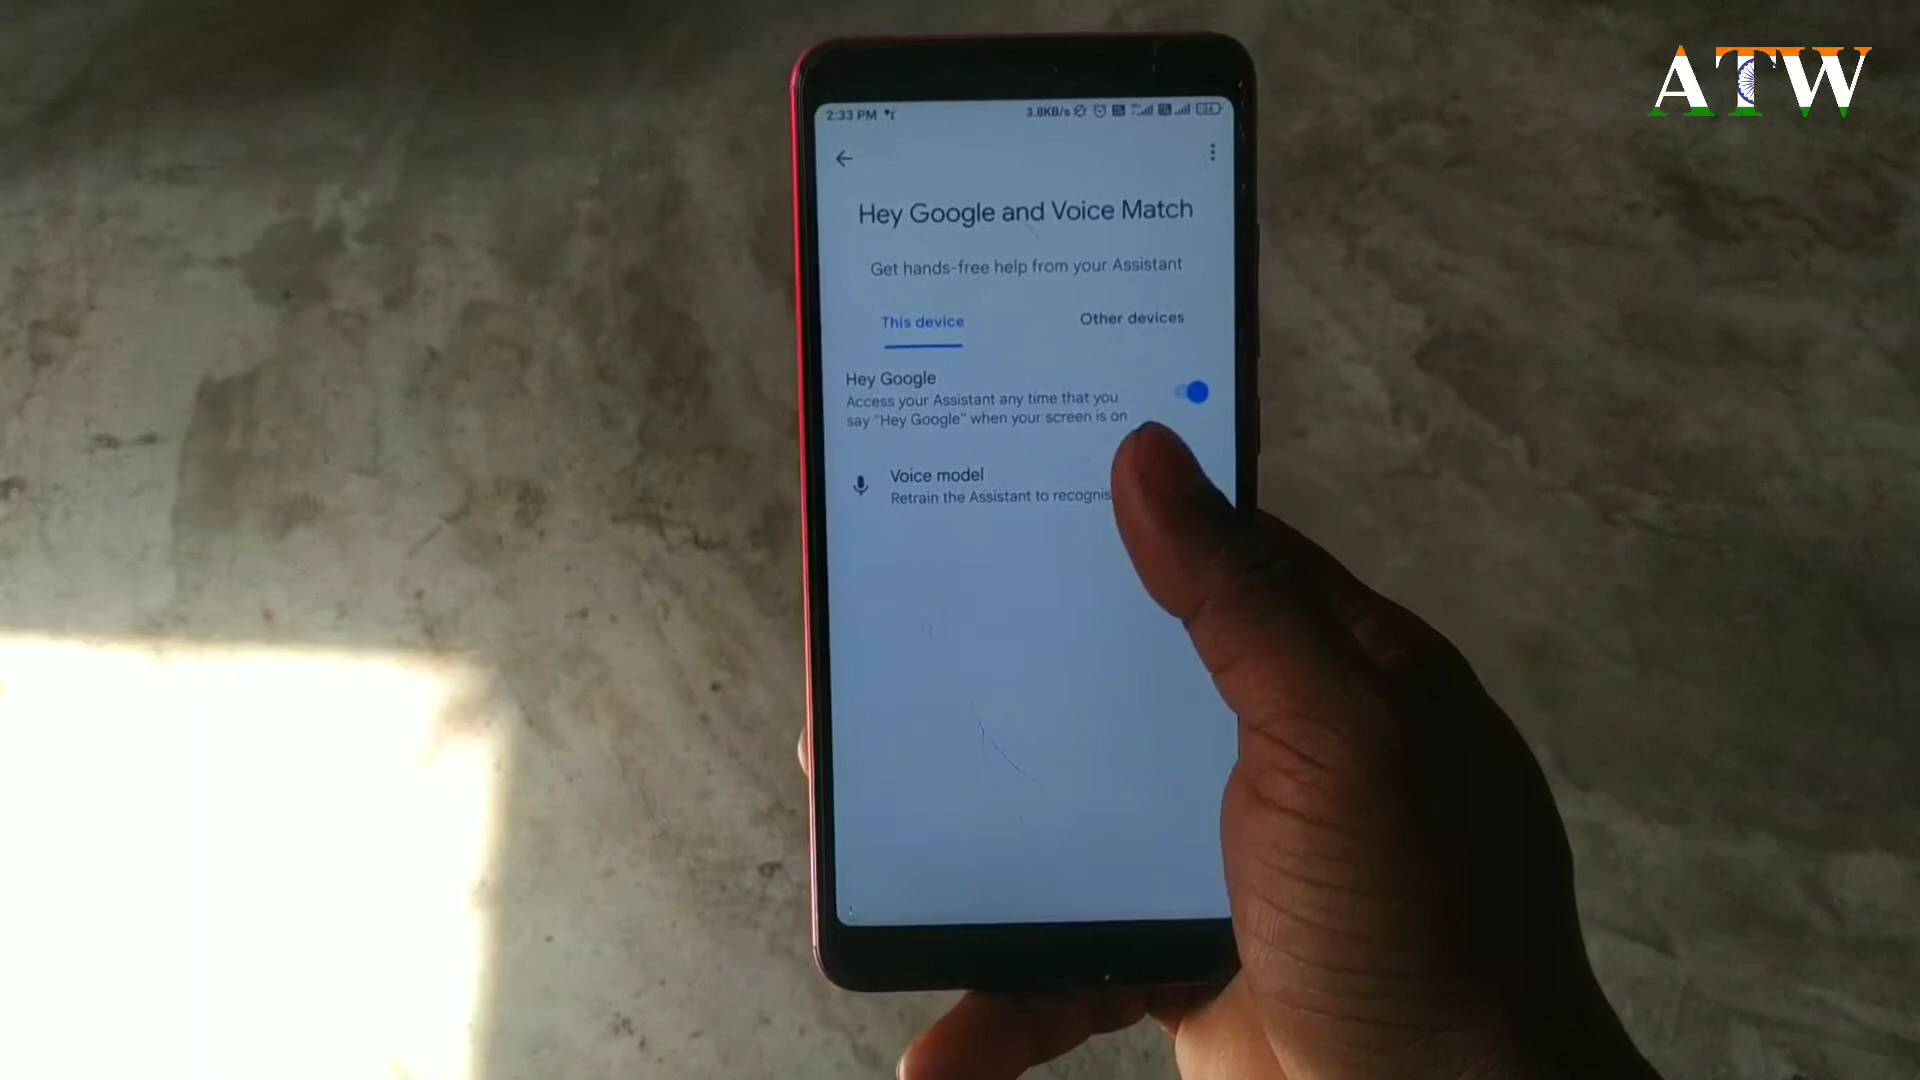 ATW
2:33 PM
3.8KB/s
Hey Google and Voice Match
Get hands-free help from your Assistant
This device
Other devices
Hey Google
Access your Assistant any time that you
say "Hey Google" when your screen is on
Voice model
Retrain the Assistant to recognis